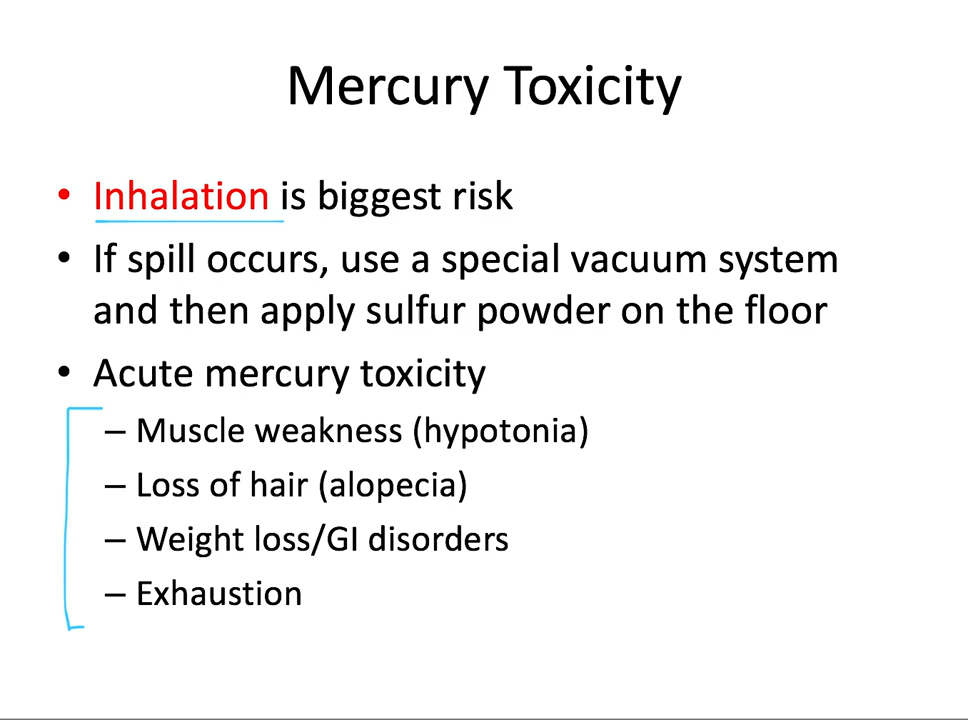 Mercury Toxicity
• Inhalation is biggest risk
• If spill occurs, use a special vacuum system
and then apply sulfur powder on the floor
• Acute mercury toxicity
– Muscle weakness (hypotonia)
– Loss of hair (alopecia)
– Weight loss/GI disorders
– Exhaustion